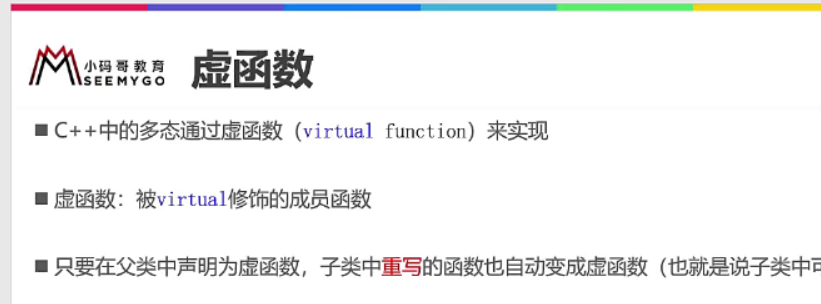 小码哥教育
SEEMYGO
虚函数
■ C++中的多态通过虚函数（virtual function）来实现
■ 虚函数：被virtual修饰的成员函数
■ 只要在父类中声明为虚函数，子类中重写的函数也自动变成虚函数（也就是说子类中